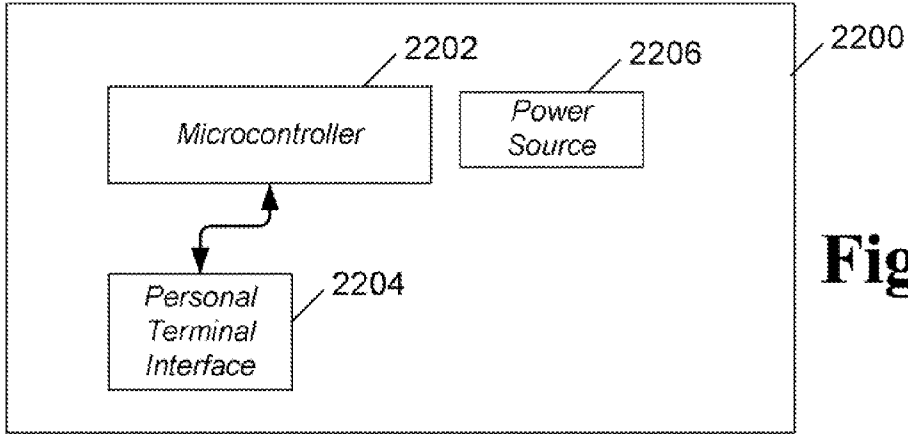 2202
2206
2200
Microcontroller
Power
Source
Fig
2204
Personal
Terminal
Interface